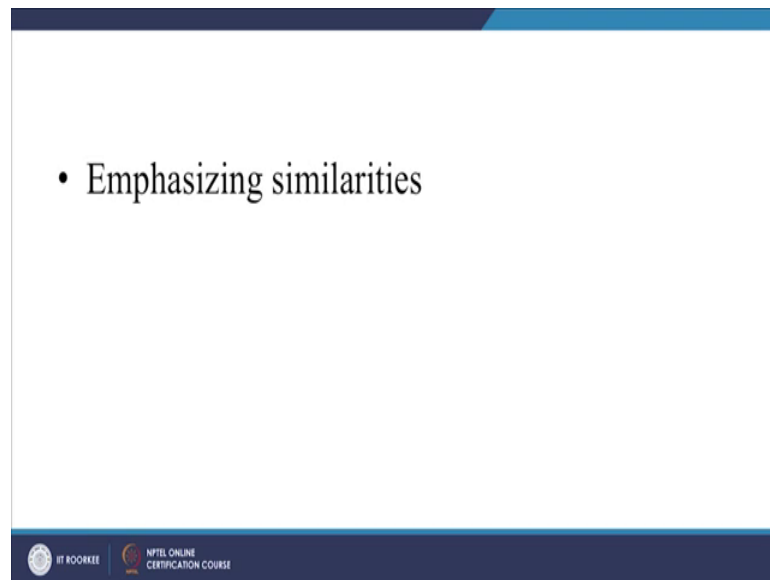 • Emphasizing similarities
IIT ROORKEE
NPTEL ONLINE
CERTIFICATION COURSE